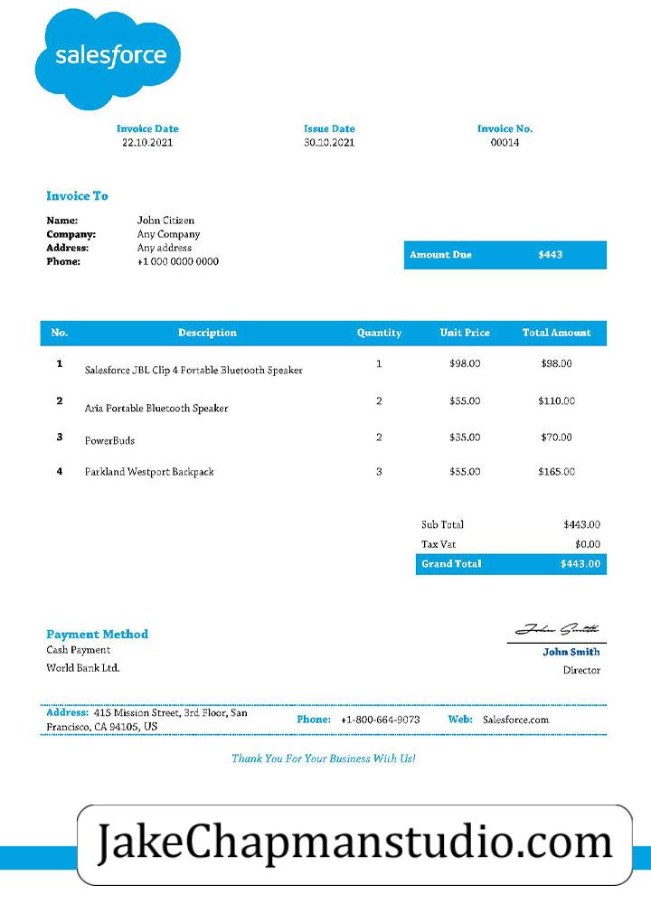 salesforce
Invoice Date Issue Date Invoice No.
22.10.2021 30.10.2021 00014
Invoice To
Name: John Citizen
Company: Any Company
Address: Any address
Phone: +1 000 0000 0000
Amount Due $443
No. Description Quantity Unit Price Total Amount
1 Salesforce JBL Clip 4 Portable Bluetooth Speaker 1 $98.00 $98.00
2 Aria Portable Bluetooth Speaker 2 $55.00 $110.00
3 PowerBuds 2 $35.00 $70.00
4 Parkland Westport Backpack 3 $55.00 $165.00
Sub Total $443.00
Tax Vat $0.00
Grand Total $443.00
Payment Method
Cash Payment
World Bank Ltd.
John Smith
John Smith
Director
Address: 415 Mission Street, 3rd Floor, San
Francisco, CA 94105, US
Phone: +1-800-664-9073 Web: Salesforce.com
Thank You For Your Business With Us!
JakeChapmanstudio.com